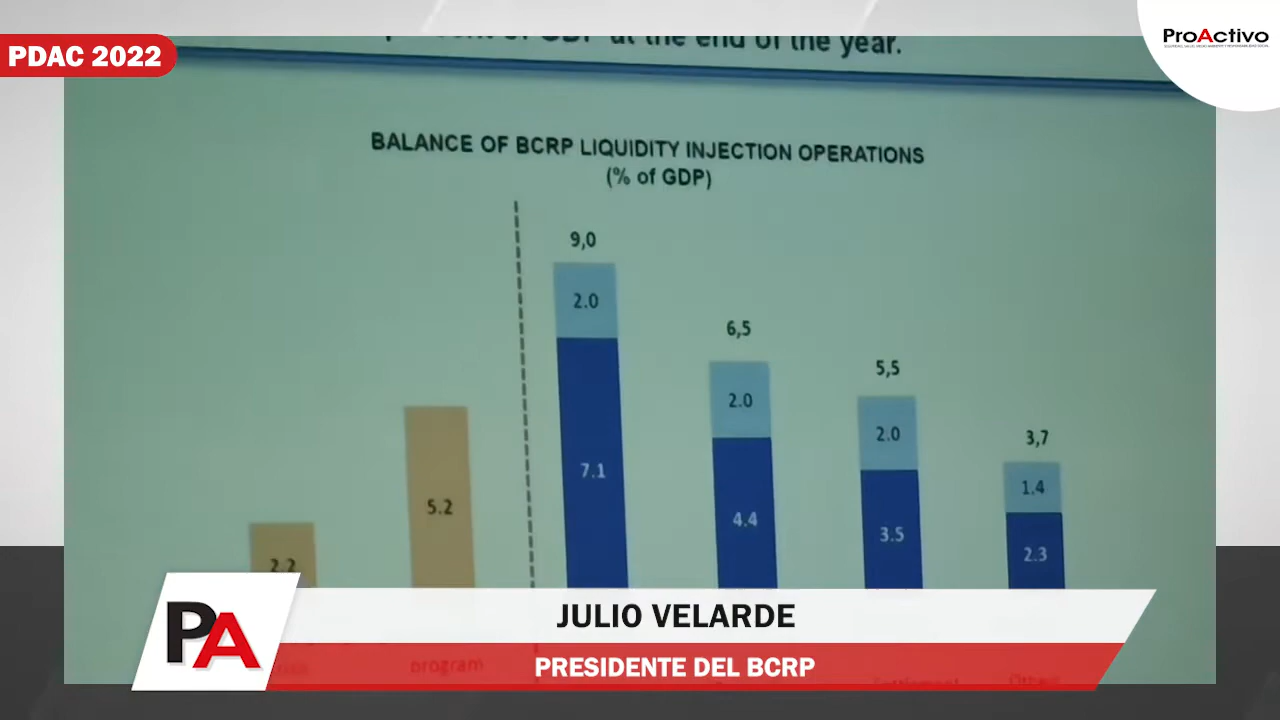 PDAC 2022
ProActivo
at the end of the year.
BALANCE OF BCRP LIQUIDITY INJECTION OPERATIONS
(% of GDP)
9,0
2.0
6,5
5,5
2.0
3,7
2.0
7.1
1.4
5.2
4.4
3.5
2.3
2.2
PA
JULIO VELARDE
program
PRESIDENTE DEL BCRP